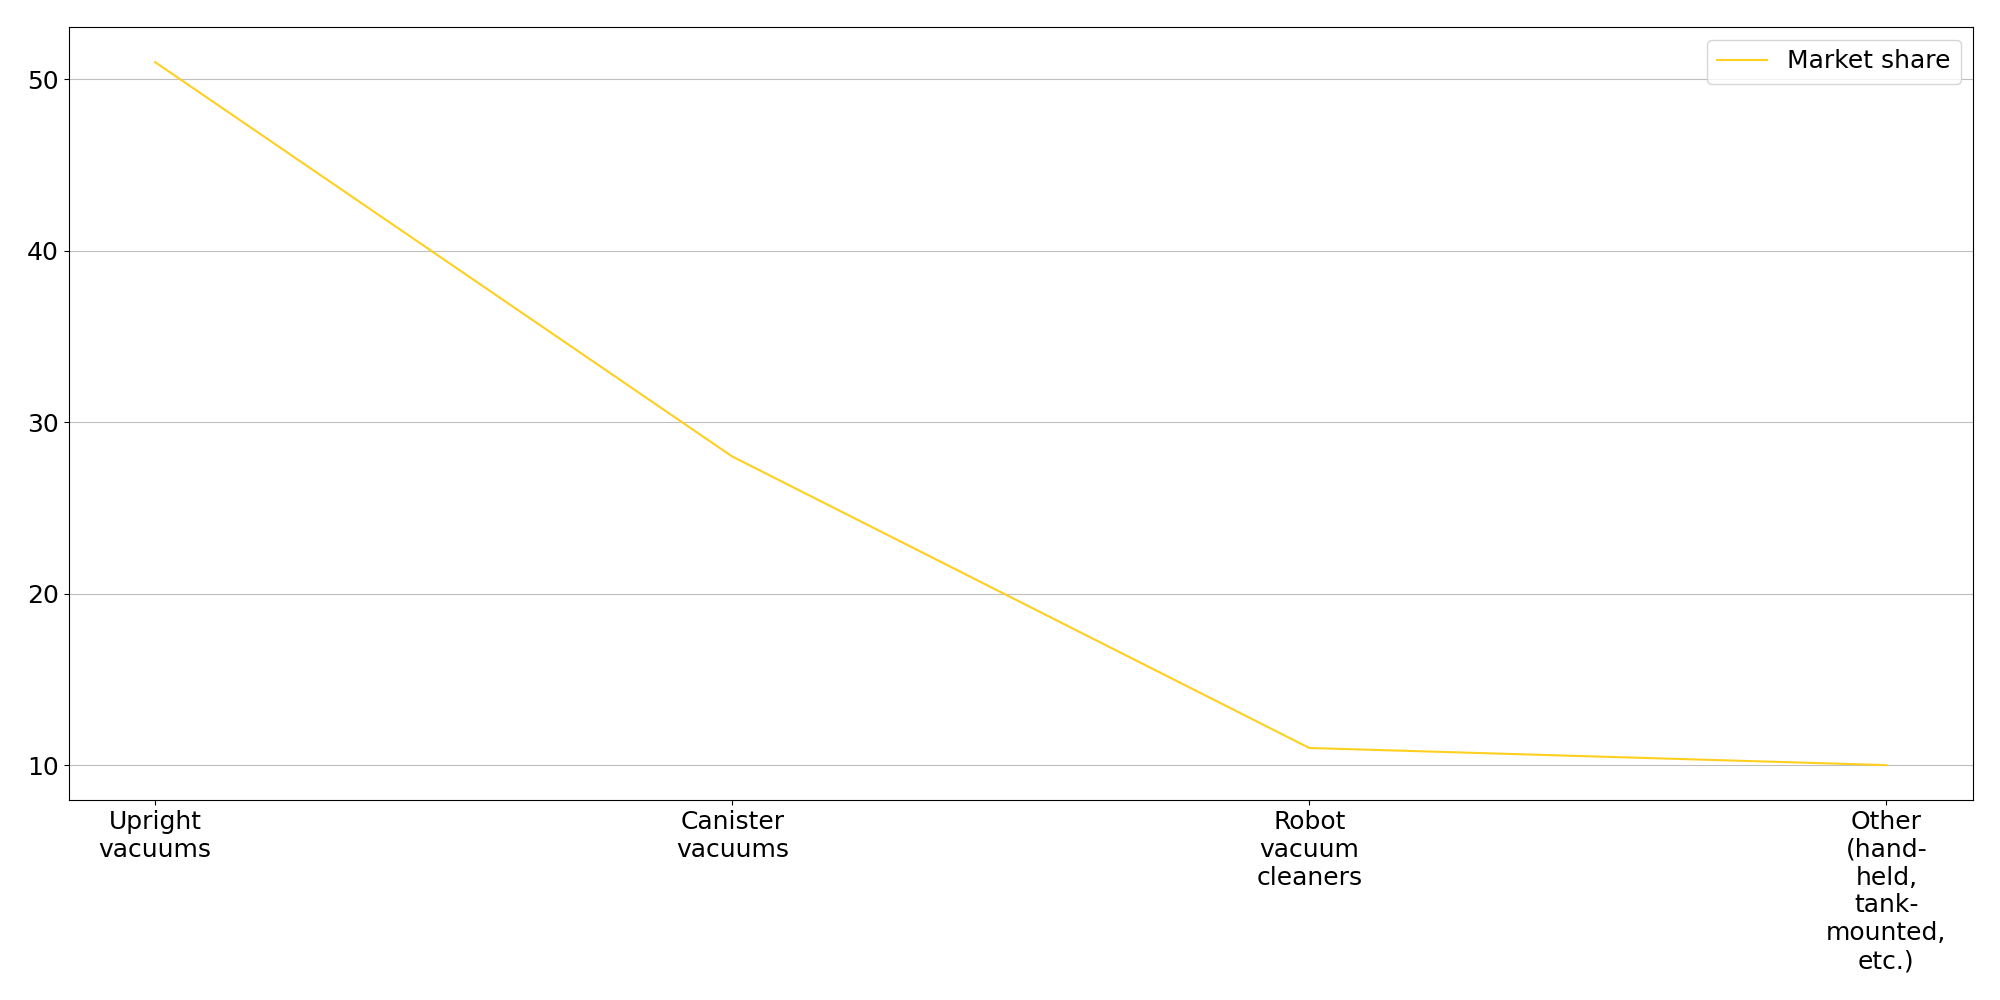 Market share
50
40
30
20
10
Upright
vacuums
Canister
vacuums
Robot
vacuum
cleaners
Other
(hand-
held,
tank-
mounted,
etc.)